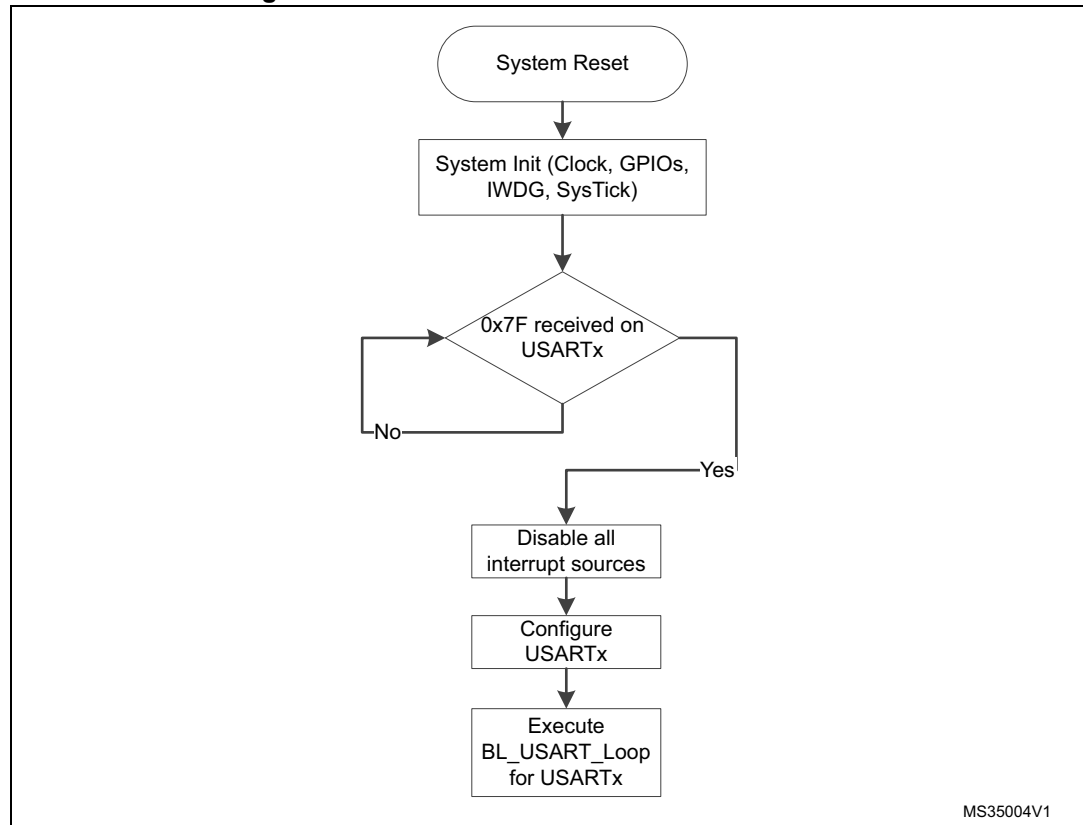 System Reset
System Init (Clock, GPIOs,
IWDG, SysTick)
0x7F received on
USARTx
No
Yes
Disable all
interrupt sources
Configure
USARTx
Execute
BL_USART_Loop
for USARTx
MS35004V1